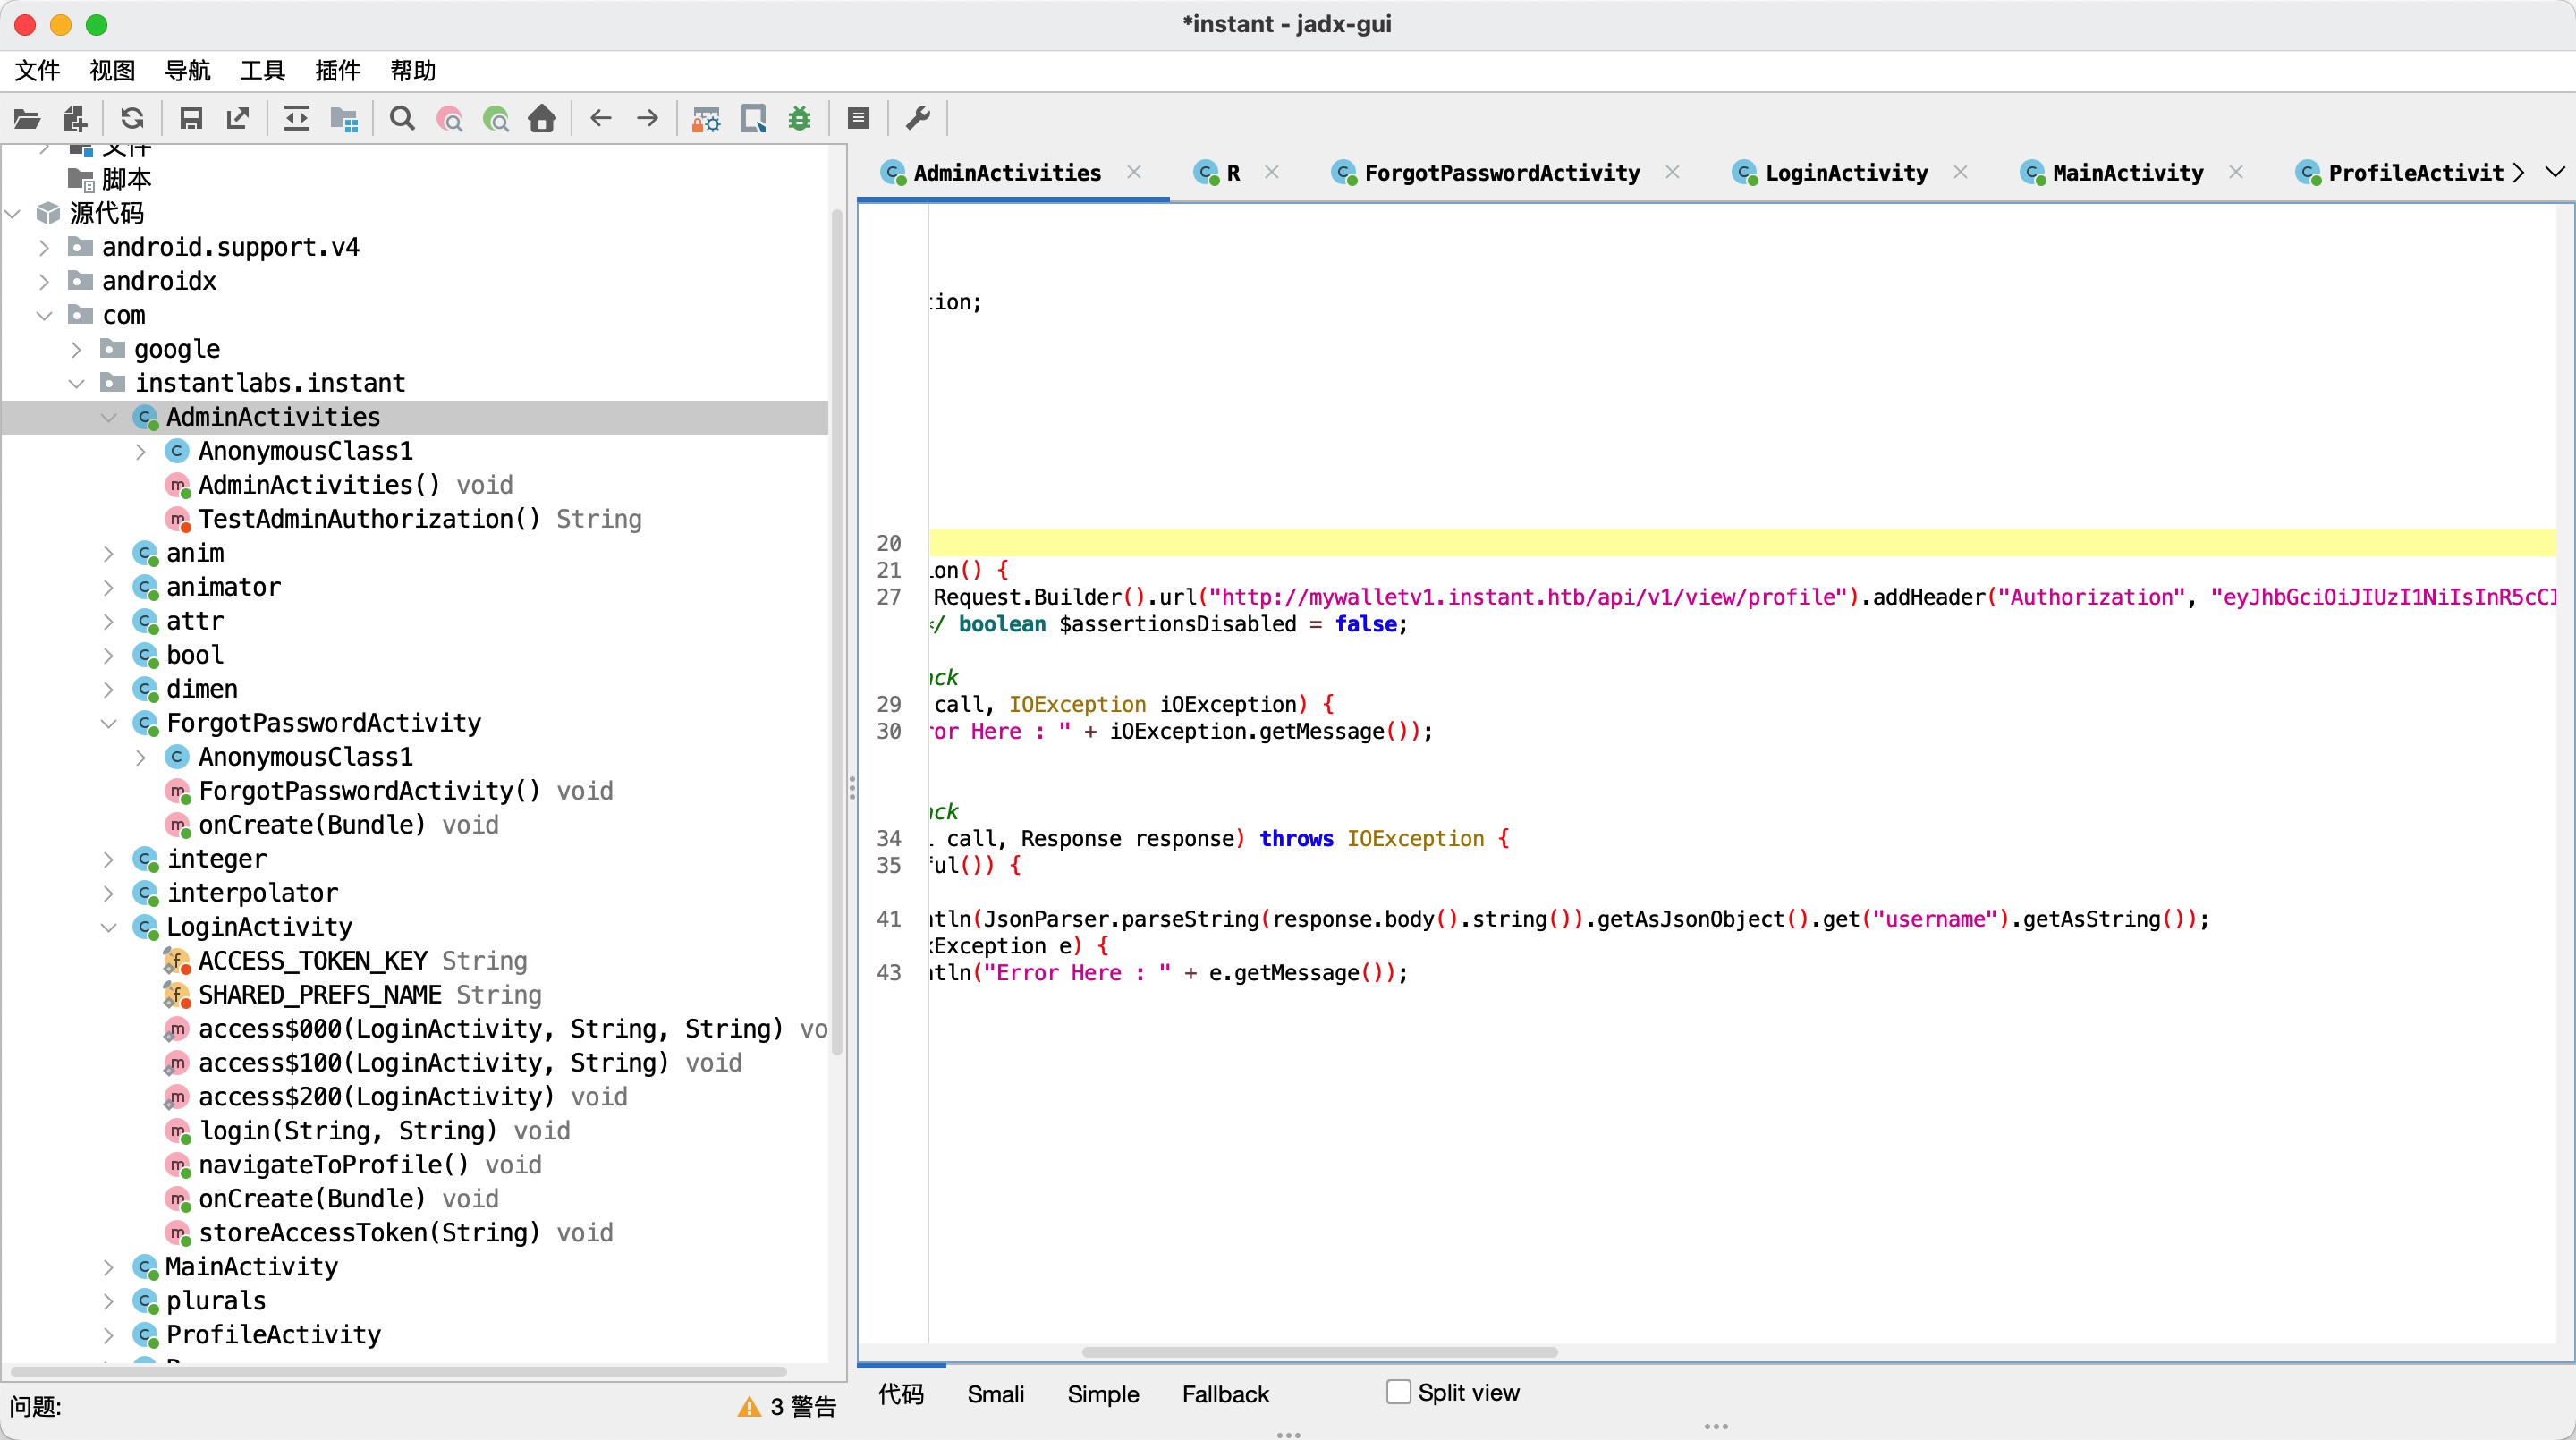 *instant - jadx-gui
文件 视图 导航 工具 插件 帮助
文件
脚本
源代码
android.support.v4
androidx
com
google
instantlabs.instant
AdminActivities
AnonymousClass1
AdminActivities() void
TestAdminAuthorization() String
anim
animator
attr
bool
dimen
ForgotPasswordActivity
AnonymousClass1
ForgotPasswordActivity() void
onCreate(Bundle) void
integer
interpolator
LoginActivity
ACCESS_TOKEN_KEY String
SHARED_PREFS_NAME String
access$000(LoginActivity, String, String) vo
access$100(LoginActivity, String) void
access$200(LoginActivity) void
login(String, String) void
navigateToProfile() void
onCreate(Bundle) void
storeAccessToken(String) void
MainActivity
plurals
ProfileActivity
问题: 3 警告
AdminActivities R ForgotPasswordActivity LoginActivity MainActivity ProfileActivit
ion;
20
21 on() {
27 Request.Builder().url("http://mywalletv1.instant.htb/api/v1/view/profile").addHeader("Authorization", "eyJhbGciOiJIUzI1NiIsInR5cCI
/ boolean $assertionsDisabled = false;
ck
29 call, IOException iOException) {
30 ror Here : " + iOException.getMessage());
ck
34 call, Response response) throws IOException {
35 ful()) {
41 ntln(JsonParser.parseString(response.body().string()).getAsJsonObject().get("username").getAsString());
xException e) {
43 ntln("Error Here : " + e.getMessage());
代码 Smali Simple Fallback Split view